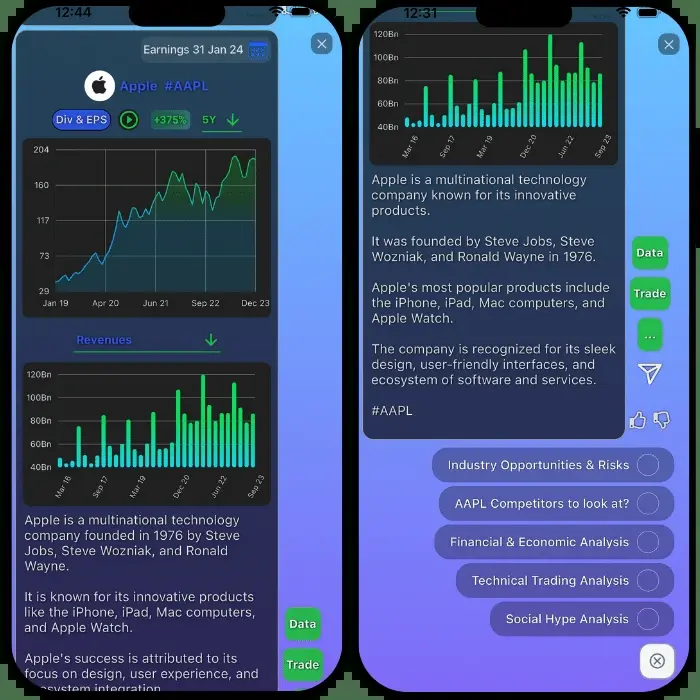 12:44
Earnings 31 Jan 24
Apple #AAPL
Div & EPS
+375%
5Y
204
160
117
73
29
Jan 19
Apr 20
Jun 21
Sep 22
Dec 23
Revenues
120Bn
100Bn
80Bn
60Bn
40Bn
Mar 16
Sep 17
Mar 19
Dec 20
Jun 22
Sep 23
Apple is a multinational technology
company founded in 1976 by Steve
Jobs, Steve Wozniak, and Ronald
Wayne.
It is known for its innovative products
like the iPhone, iPad, Mac computers,
and Apple Watch.
Apple's success is attributed to its
focus on design, user experience, and
ecosystem integration
Data
Trade
12:31
120Bn
100Bn
80Bn
60Bn
40Bn
Mar 16
Sep 17
Mar 19
Dec 20
Jun 22
Sep 23
Apple is a multinational technology
company known for its innovative
products.
It was founded by Steve Jobs, Steve
Wozniak, and Ronald Wayne in 1976.
Apple's most popular products include
the iPhone, iPad, Mac computers, and
Apple Watch.
The company is recognized for its sleek
design, user-friendly interfaces, and
ecosystem of software and services.
#AAPL
Data
Trade
...
Industry Opportunities & Risks
AAPL Competitors to look at?
Financial & Economic Analysis
Technical Trading Analysis
Social Hype Analysis